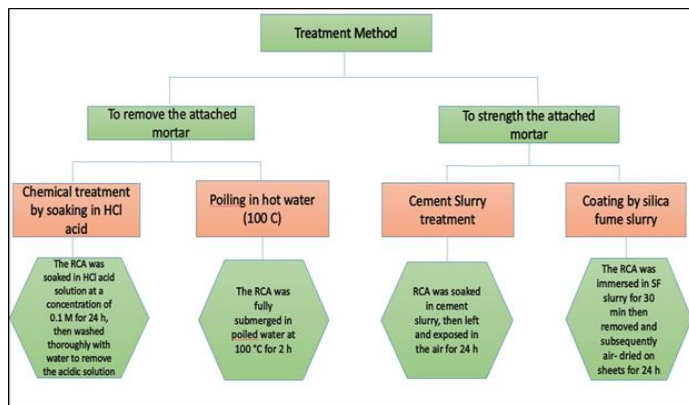 Treatment Method
To remove the attached
mortar
To strength the attached
mortar
Chemical treatment
by soaking in HCl
acid
Poiling in hot water
(100 C)
Cement Slurry
treatment
Coating by silica
fume slurry
The RCA was
soaked in HCl acid
solution at a
concentration of
0.1 M for 24 h,
then washed
thoroughly with
water to remove
the acidic solution
The RCA was
fully
submerged in
poiled water at
100 °C for 2 h
RCA was soaked
in cement
slurry, then left
and exposed in
the air for 24 h
The RCA was
immersed in SF
slurry for 30
min then
removed and
subsequently
air- dried on
sheets for 24 h